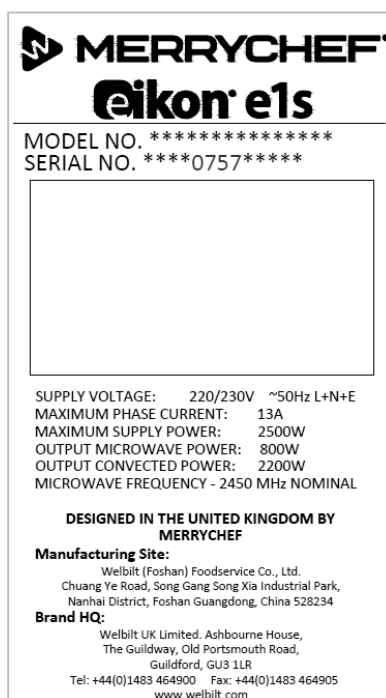 MERRYCHEF
eikon e1s
MODEL NO. ***************
SERIAL NO. ****0757*****
SUPPLY VOLTAGE: 220/230V ~50Hz L+N+E
MAXIMUM PHASE CURRENT: 13A
MAXIMUM SUPPLY POWER: 2500W
OUTPUT MICROWAVE POWER: 800W
OUTPUT CONVECTED POWER: 2200W
MICROWAVE FREQUENCY - 2450 MHz NOMINAL
DESIGNED IN THE UNITED KINGDOM BY
MERRYCHEF
Manufacturing Site:
Welbilt (Foshan) Foodservice Co., Ltd.
Chuang Ye Road, Song Gang Song Xia Industrial Park,
Nanhai District, Foshan Guangdong, China 528234
Brand HQ:
Welbilt UK Limited. Ashbourne House,
The Guildway, Old Portsmouth Road,
Guildford, GU3 1LR
Tel: +44(0)1483 464900 Fax: +44(0)1483 464905
www.welbilt.com